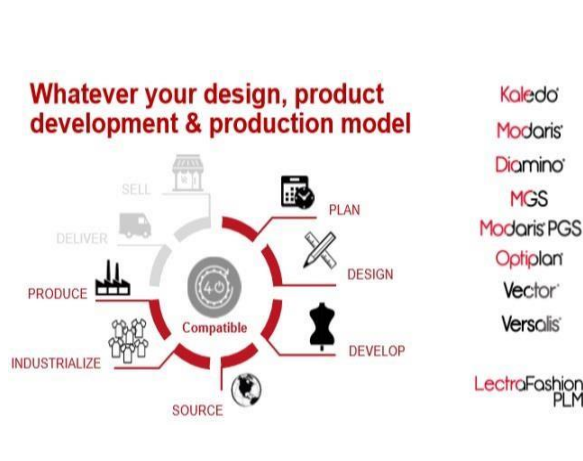 Whatever your design, product
development & production model
SELL
PLAN
DELIVER
DESIGN
PRODUCE
4.0
Compatible
DEVELOP
INDUSTRIALIZE
SOURCE
Kaledo®
Modaris®
Diamino®
MGS
Modaris PGS
Optiplan®
Vector®
Versalis®
LectraFashion
PLM